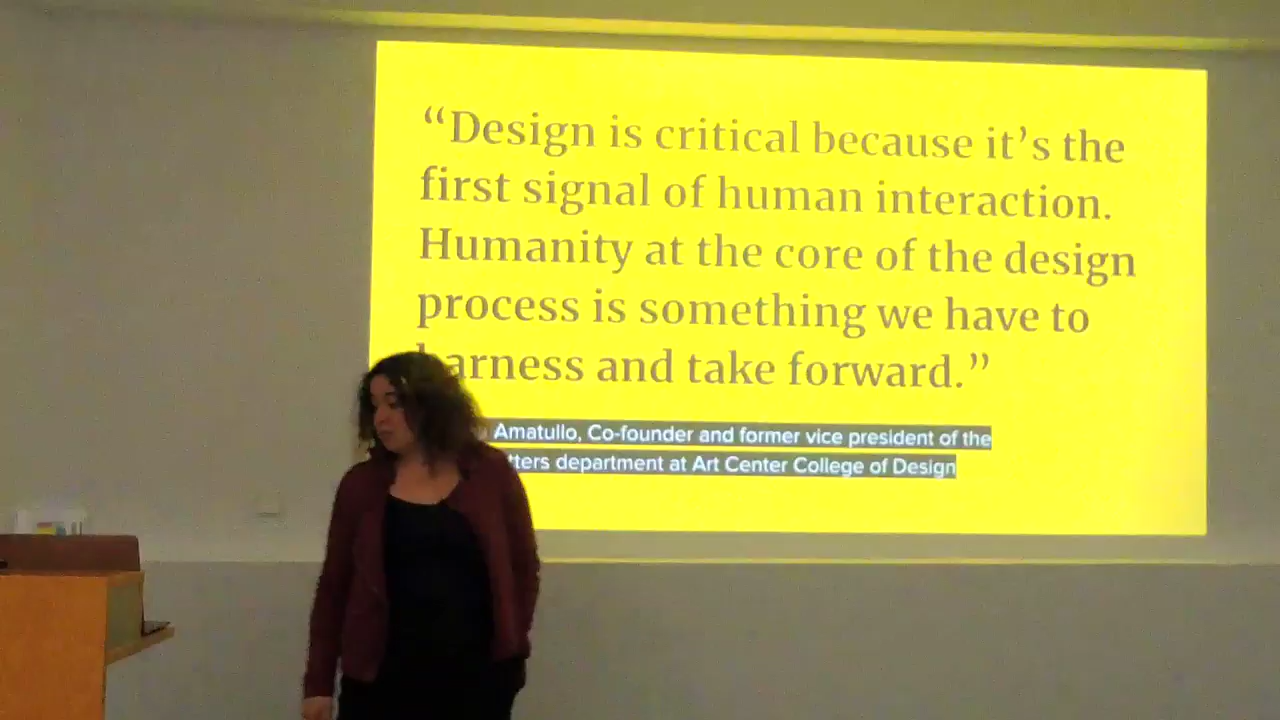 “Design is critical because it’s the
first signal of human interaction.
Humanity at the core of the design
process is something we have to
harness and take forward.”
Amatullo, Co-founder and former vice president of the
department at Art Center College of Design